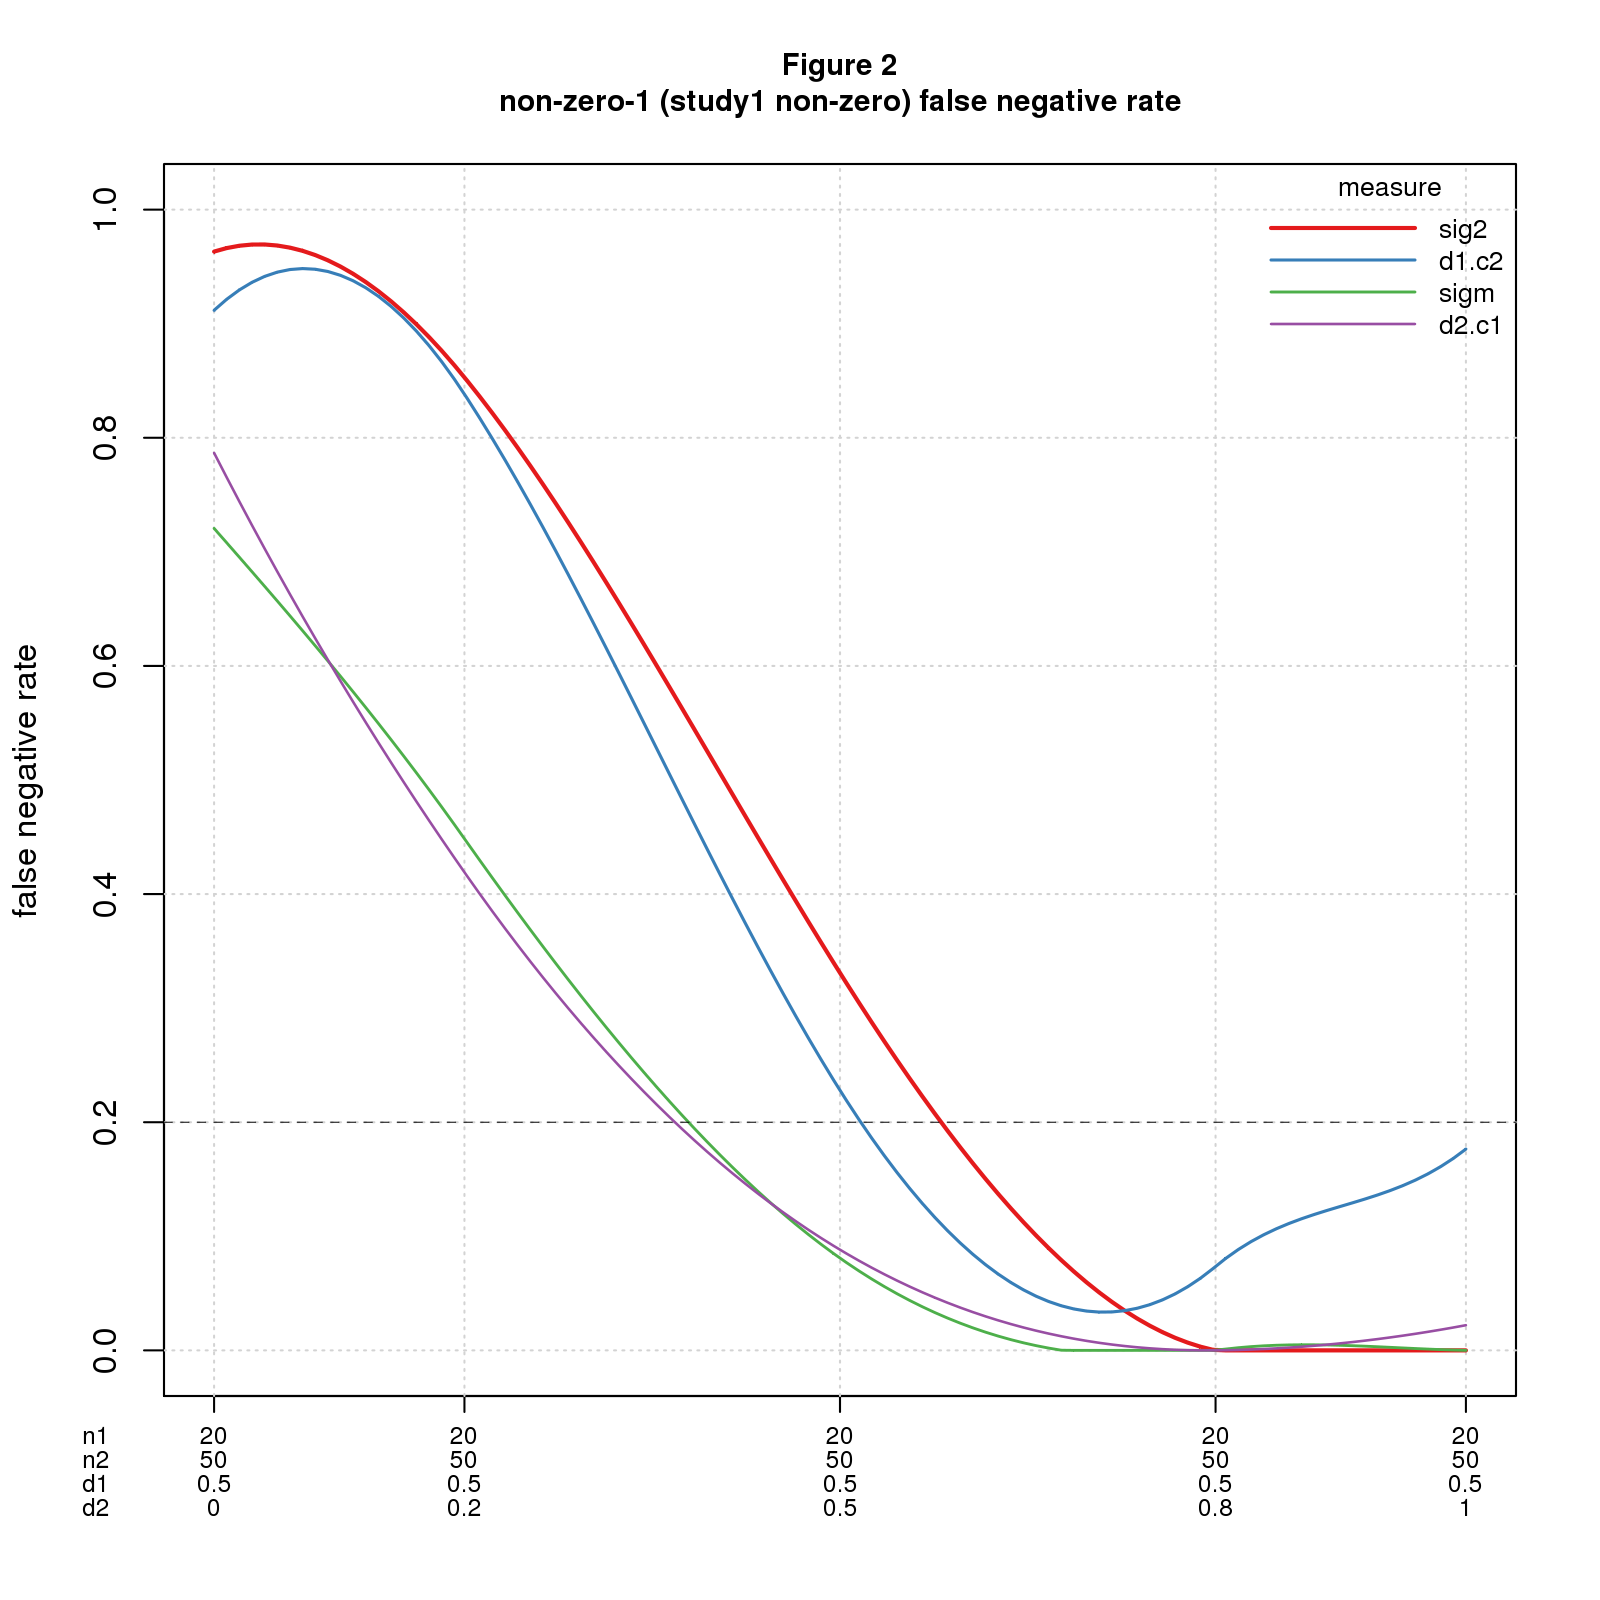 Figure 2
non-zero-1 (study1 non-zero) false negative rate
measure
sig2
d1.c2
sigm
d2.c1
false negative rate
1.0
0.8
0.6
0.4
0.2
0.0
n1 20 20 20 20 20
n2 50 50 50 50 50
d1 0.5 0.5 0.5 0.5 0.5
d2 0 0.2 0.5 0.8 1